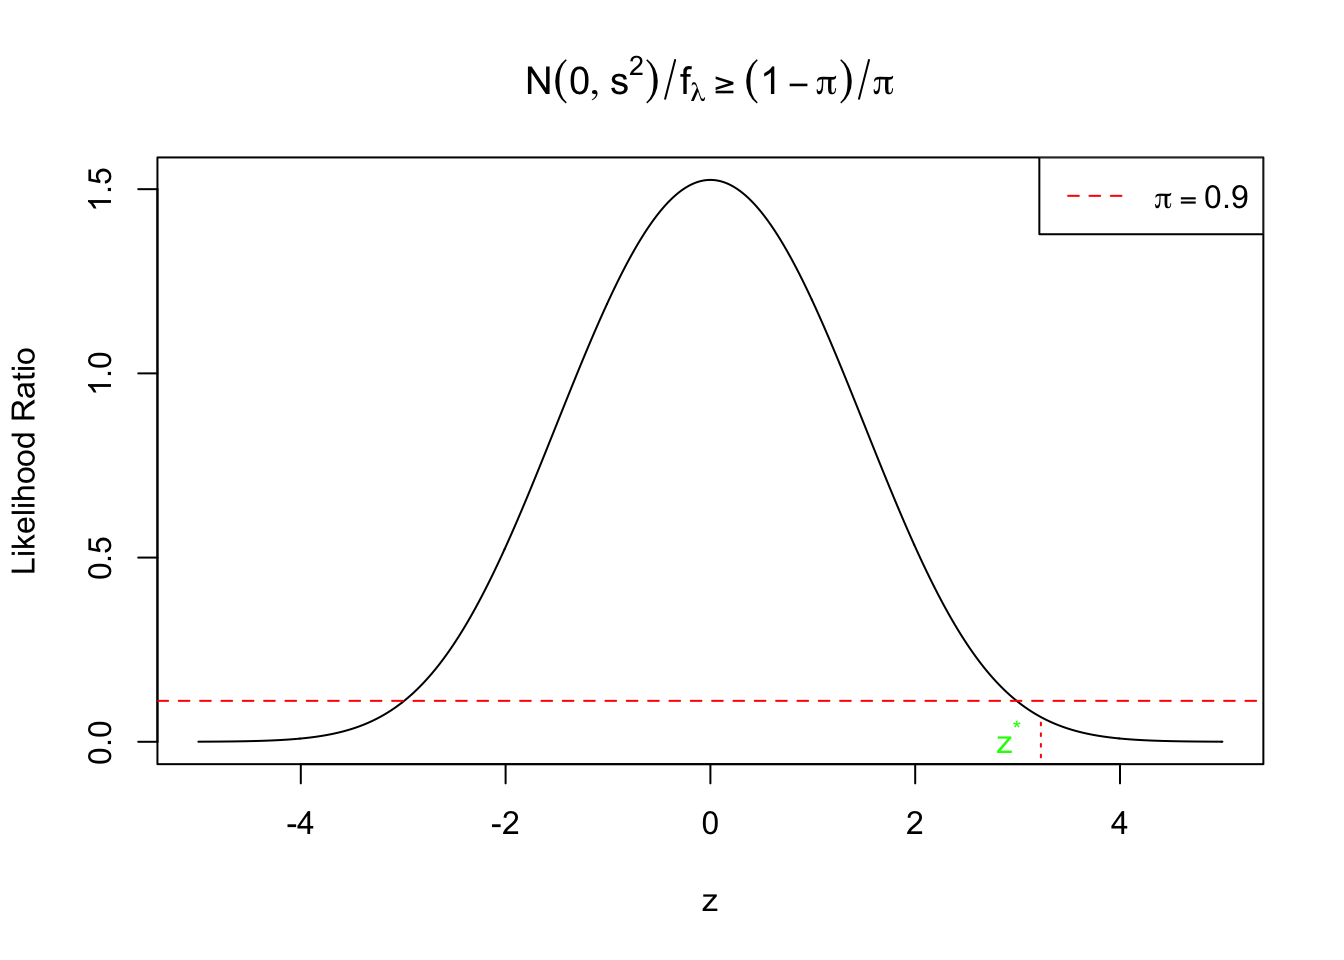 N(0, s²)/fλ ≥ (1 − π)/π
π = 0.9
Likelihood Ratio
1.5
1.0
0.5
0.0
z*
-4 -2 0 2 4
z